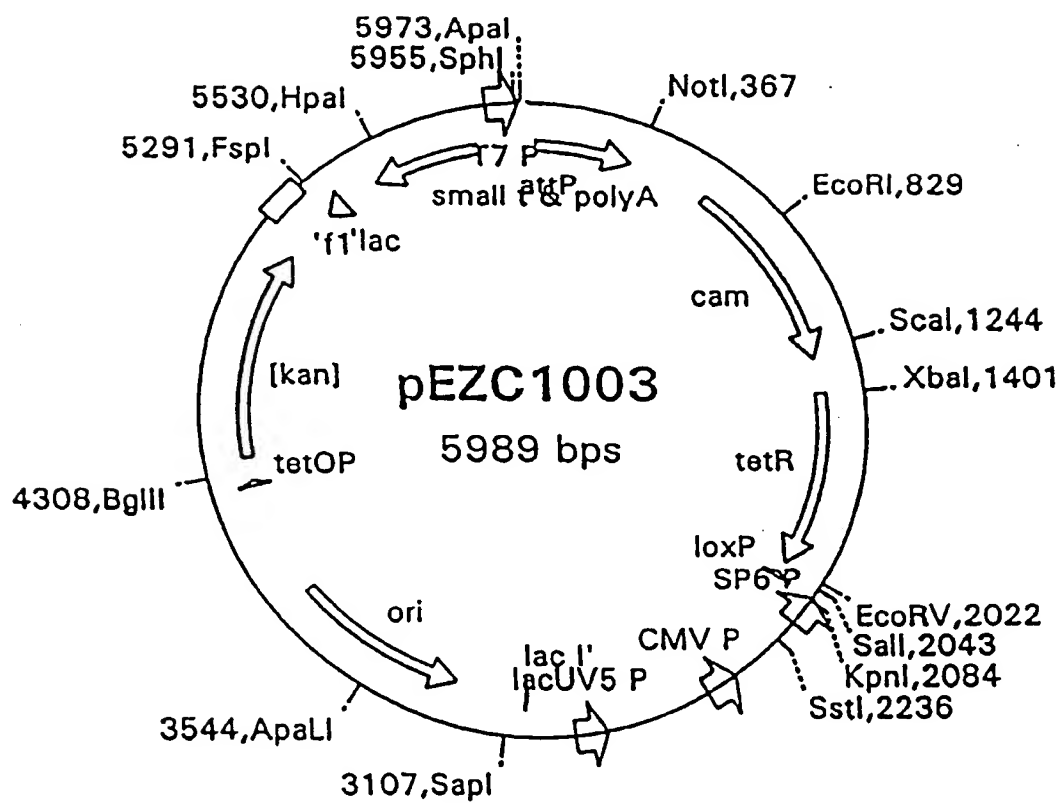 5973,ApaI
5955,SphI
5530,HpaI
NotI,367
5291,FspI
T7 P
attP
EcoRI,829
small t & polyA
'f1'lac
cam
ScaI,1244
[kan]
pEZC1003
XbaI,1401
5989 bps
tetR
tetOP
4308,BglII
loxP
SP6 P
ori
EcoRV,2022
CMV P
SalI,2043
lac I'
KpnI,2084
lacUV5 P
SstI,2236
3544,ApaLI
3107,SapI